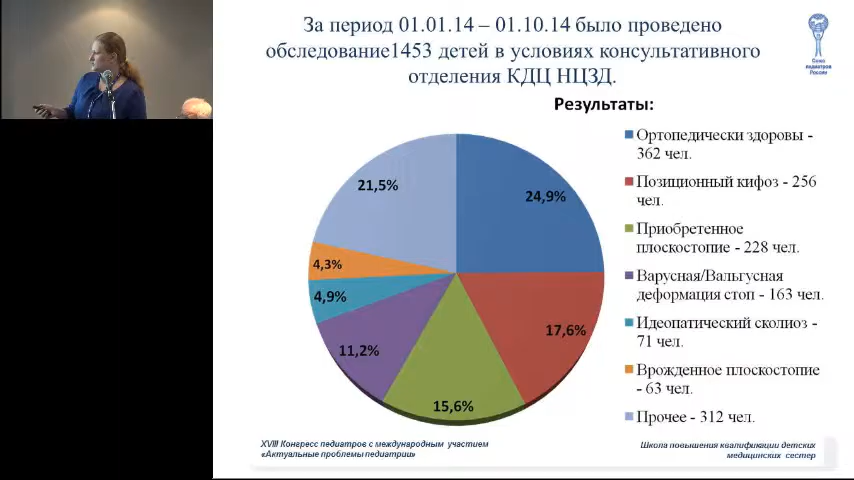 За период 01.01.14 – 01.10.14 было проведено
обследование1453 детей в условиях консультативного
отделения КДЦ НЦЗД.
Союз
педиатров
России
Результаты:
24,9%
17,6%
15,6%
11,2%
4,9%
4,3%
21,5%
Ортопедически здоровы -
362 чел.
Позиционный кифоз - 256
чел.
Приобретенное
плоскостопие - 228 чел.
Варусная/Вальгусная
деформация стоп - 163 чел.
Идеопатический сколиоз -
71 чел.
Врожденное плоскостопие
- 63 чел.
Прочее - 312 чел.
XVIII Конгресс педиатров с международным участием
«Актуальные проблемы педиатрии»
Школа повышения квалификации детских
медицинских сестер